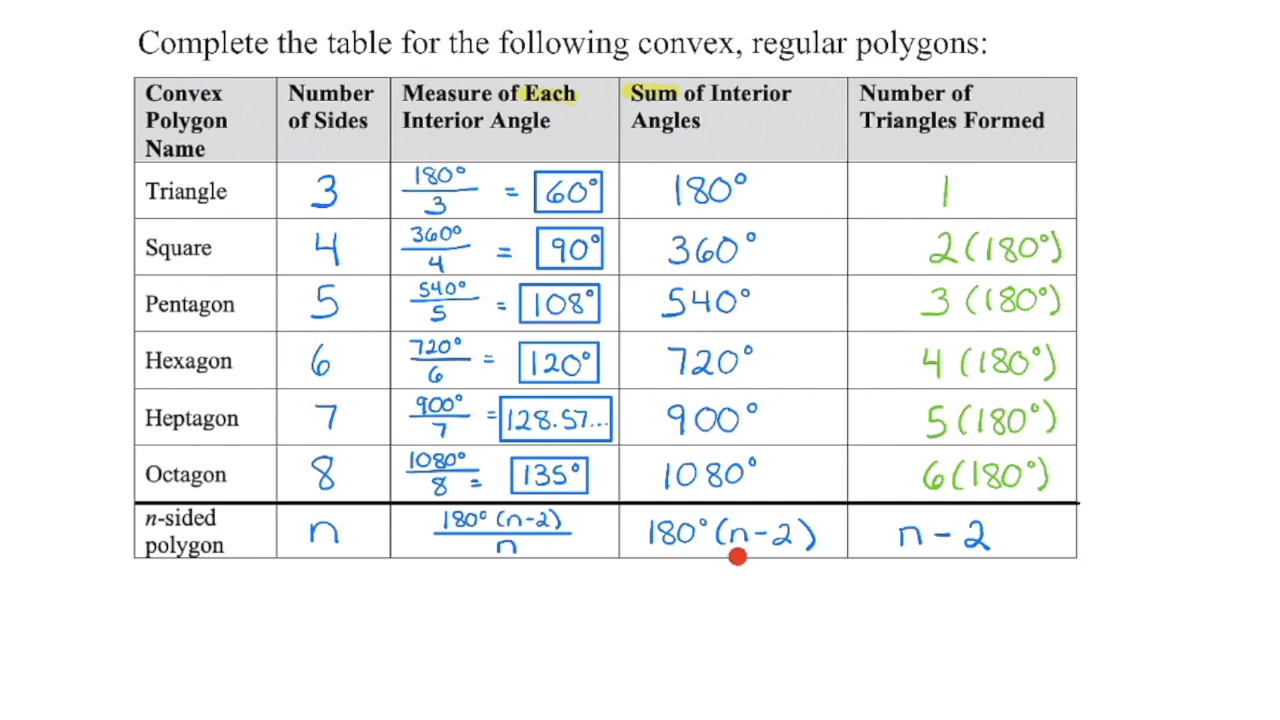 Complete the table for the following convex, regular polygons:
Convex Polygon Name | Number of Sides | Measure of Each Interior Angle | Sum of Interior Angles | Number of Triangles Formed
Triangle | 3 | 180°/3 = 60° | 180° | 1
Square | 4 | 360°/4 = 90° | 360° | 2(180°)
Pentagon | 5 | 540°/5 = 108° | 540° | 3(180°)
Hexagon | 6 | 720°/6 = 120° | 720° | 4(180°)
Heptagon | 7 | 900°/7 = 128.57... | 900° | 5(180°)
Octagon | 8 | 1080°/8 = 135° | 1080° | 6(180°)
n-sided polygon | n | 180°(n-2)/n | 180°(n-2) | n-2